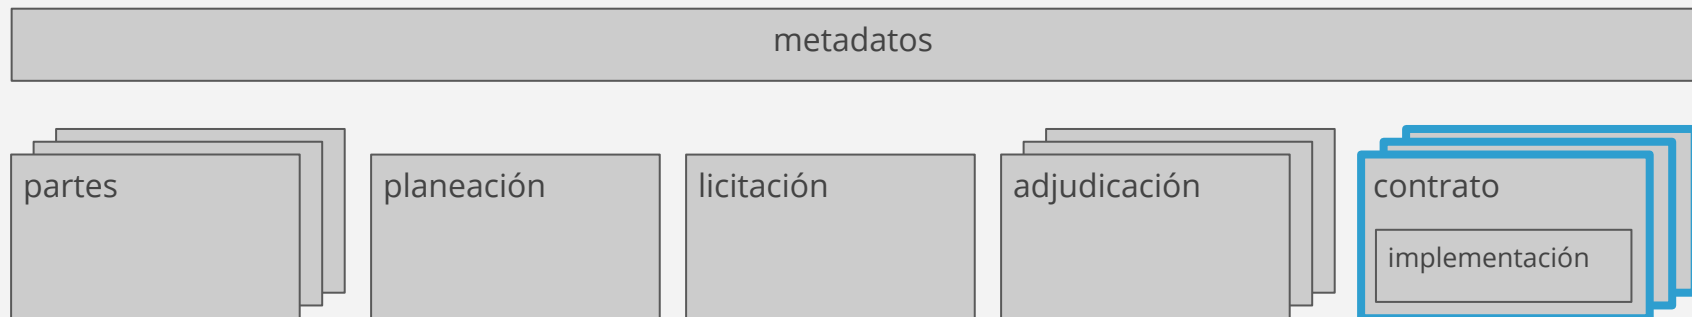 metadatos
partes
planeación
licitación
adjudicación
contrato
implementación